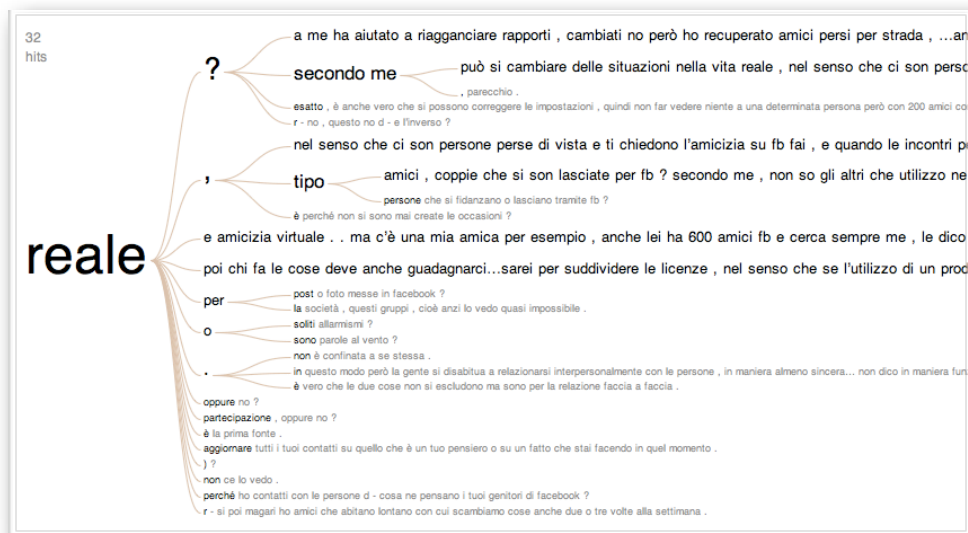 32
hits
a me ha aiutato a riagganciare rapporti , cambiati no però ho recuperato amici persi per strada , ...an
?
secondo me
può si cambiare delle situazioni nella vita reale , nel senso che ci son perso
, parecchio .
esatto , è anche vero che si possono correggere le impostazioni , quindi non far vedere niente a una determinata persona però con 200 amici co
r - no , questo no d - e l'inverso ?
nel senso che ci son persone perse di vista e ti chiedono l'amicizia su fb fai , e quando le incontri p
,
tipo
amici , coppie che si son lasciate per fb ? secondo me , non so gli altri che utilizzo ne
persone che si fidanzano o lasciano tramite fb ?
è perché non si sono mai create le occasioni ?
reale
e amicizia virtuale . . ma c'è una mia amica per esempio , anche lei ha 600 amici fb e cerca sempre me , le dico
poi chi fa le cose deve anche guadagnarci...sarei per suddividere le licenze , nel senso che se l'utilizzo di un prod
per
post o foto messe in facebook ?
la società , questi gruppi , cioè anzi lo vedo quasi impossibile .
o
soliti allarmismi ?
sono parole al vento ?
.
non è confinata a se stessa .
in questo modo però la gente si disabitua a relazionarsi interpersonalmente con le persone , in maniera almeno sincera... non dico in maniera fun
è vero che le due cose non si escludono ma sono per la relazione faccia a faccia .
oppure no ?
partecipazione , oppure no ?
è la prima fonte .
aggiornare tutti i tuoi contatti su quello che è un tuo pensiero o su un fatto che stai facendo in quel momento .
) ?
non ce lo vedo .
perché ho contatti con le persone d - cosa ne pensano i tuoi genitori di facebook ?
r - si poi magari ho amici che abitano lontano con cui scambiamo cose anche due o tre volte alla settimana .